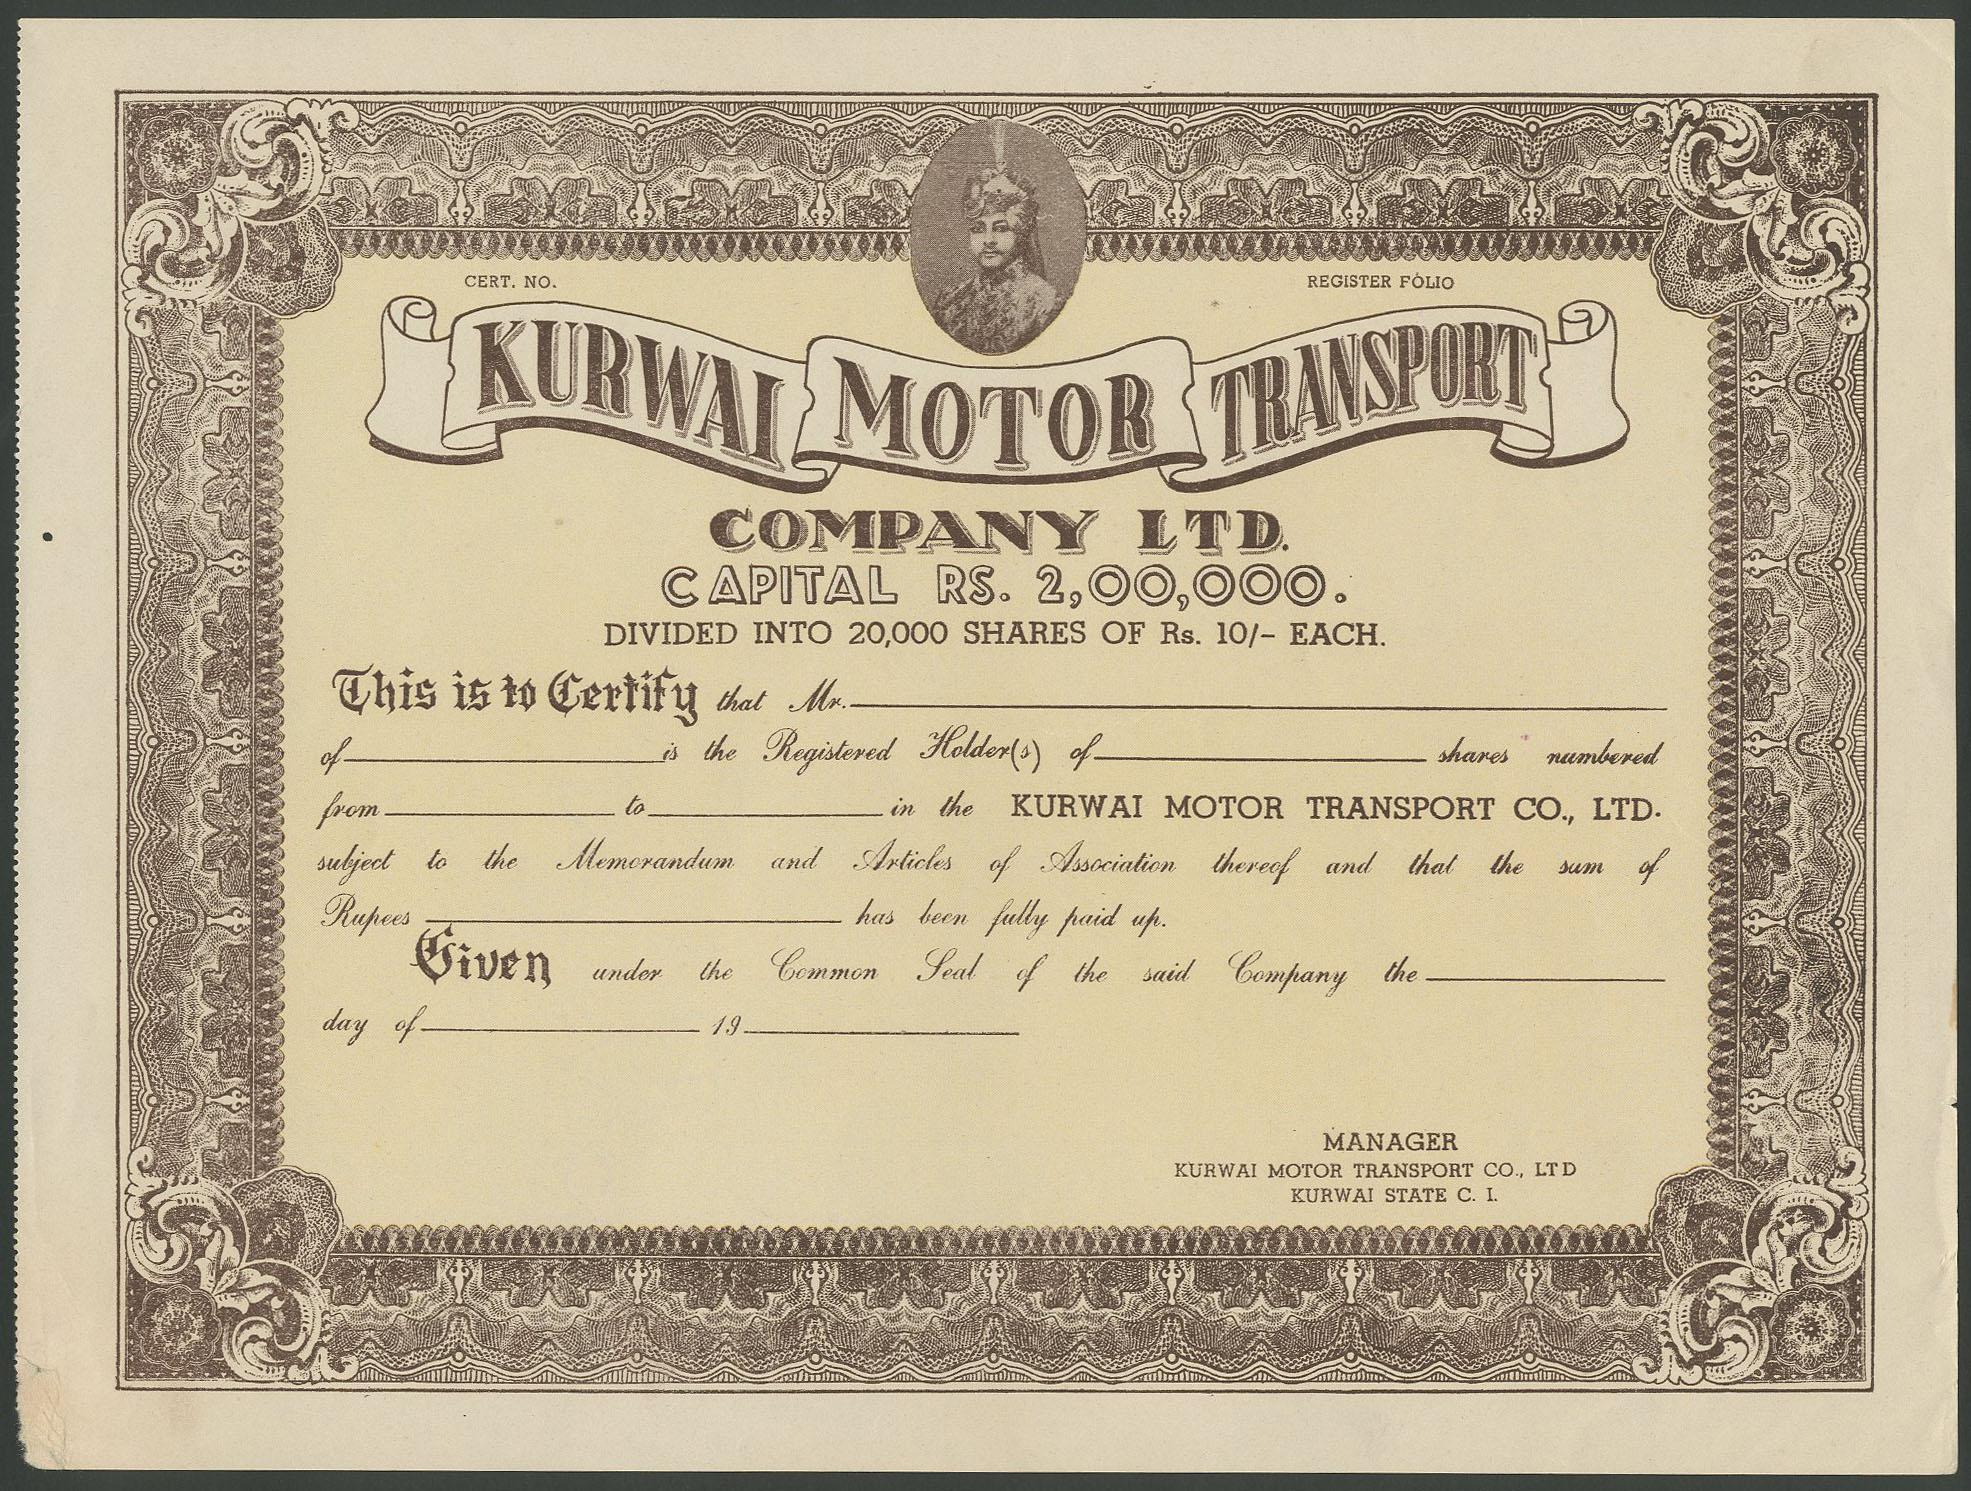 CERT. NO.
REGISTER FOLIO
KURWAI MOTOR TRANSPORT
COMPANY LTD.
CAPITAL RS. 2,00,000.
DIVIDED INTO 20,000 SHARES OF Rs. 10/- EACH.
This is to Certify that Mr.
of is the Registered Holder(s) of shares numbered
from to in the KURWAI MOTOR TRANSPORT CO., LTD.
subject to the Memorandum and Articles of Association thereof and that the sum of
Rupees has been fully paid up.
Given under the Common Seal of the said Company the
day of 19
MANAGER
KURWAI MOTOR TRANSPORT CO., LTD
KURWAI STATE C. I.